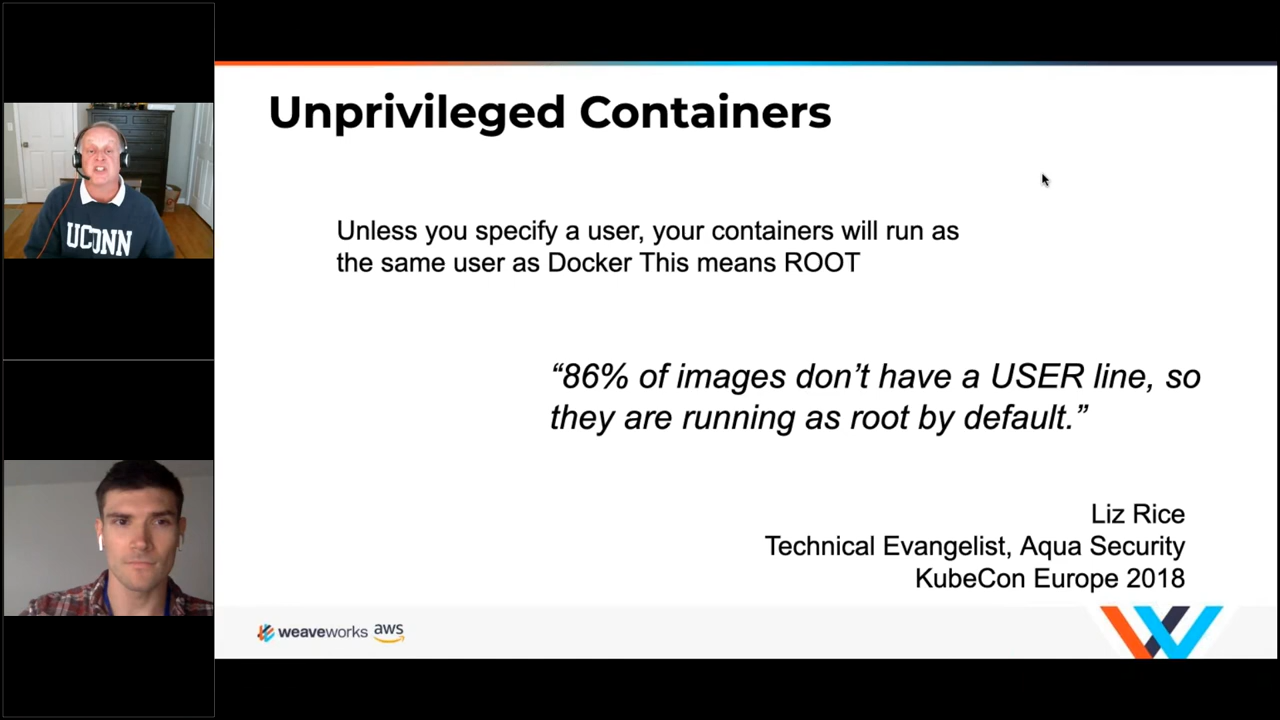 Unprivileged Containers
UCONN
Unless you specify a user, your containers will run as
the same user as Docker This means ROOT
“86% of images don’t have a USER line, so
they are running as root by default.”
Liz Rice
Technical Evangelist, Aqua Security
KubeCon Europe 2018
weaveworks aws